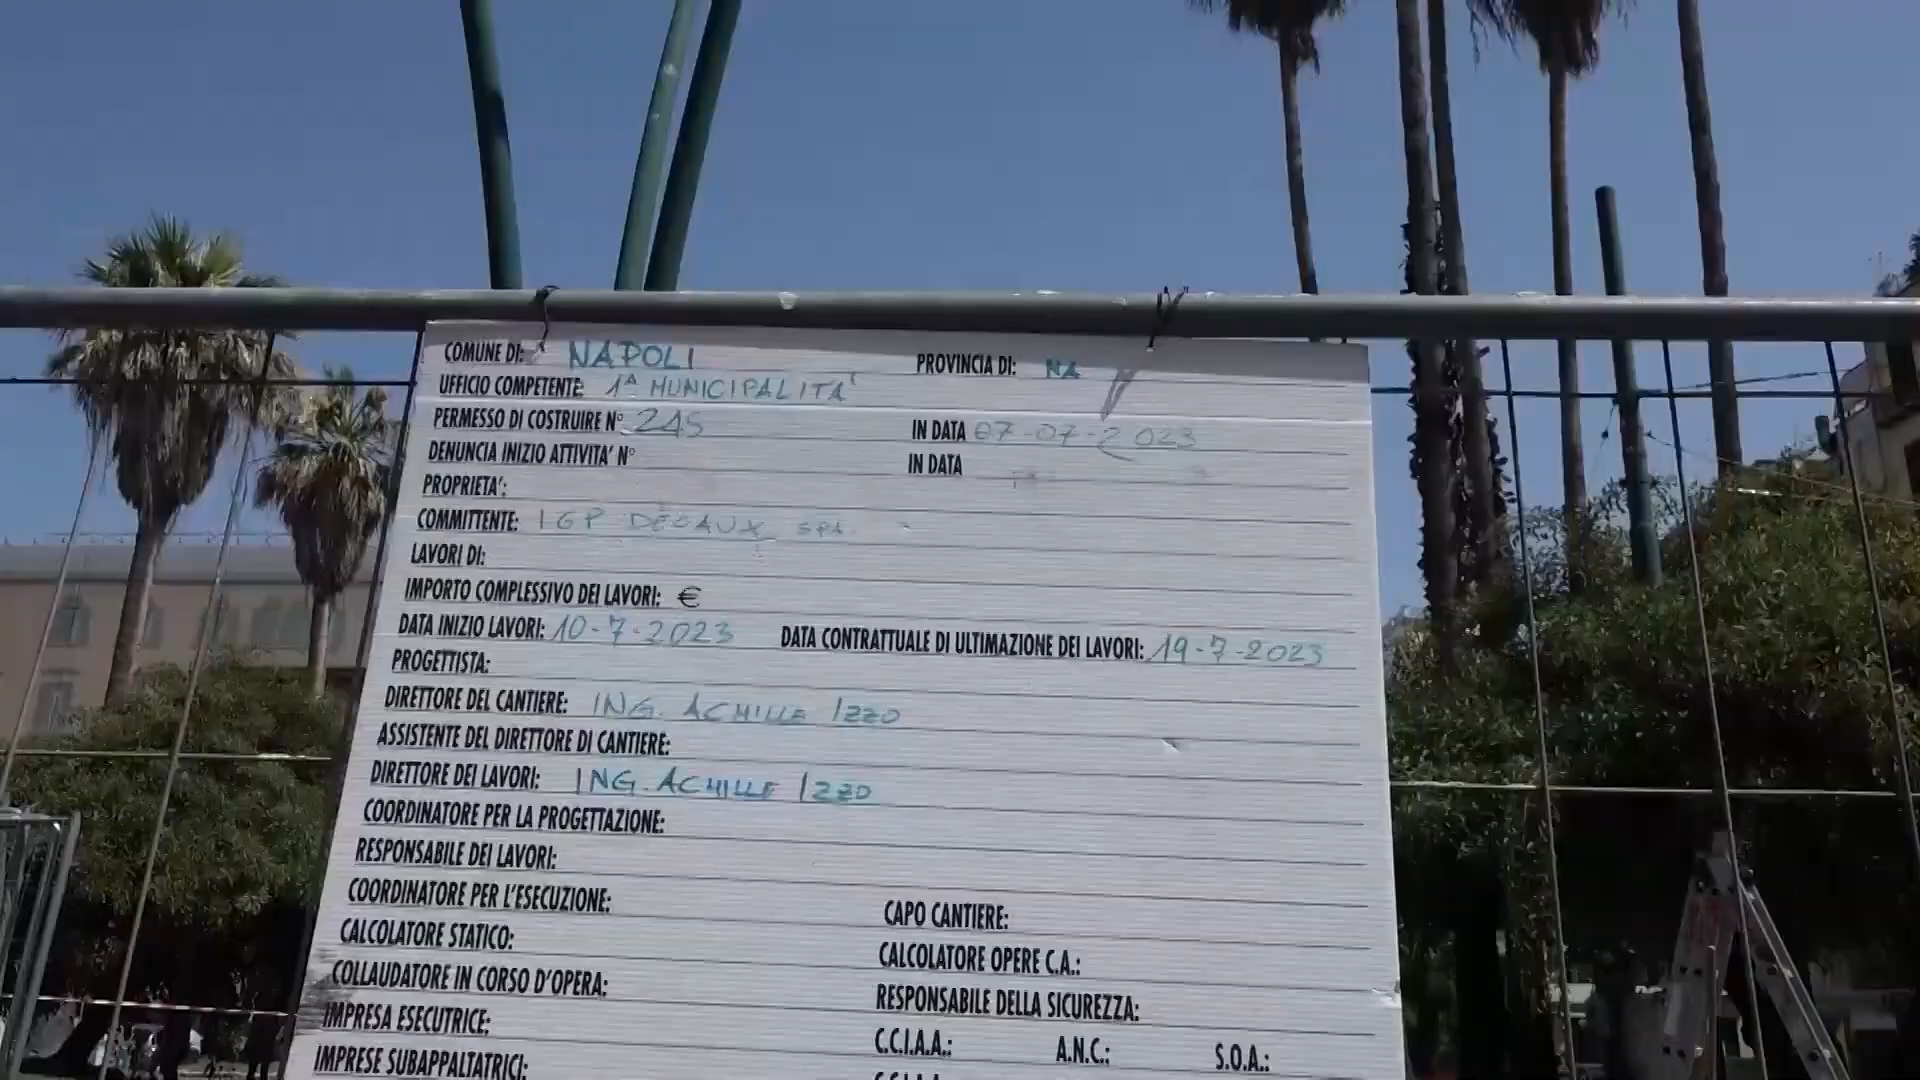 COMUNE DI: NAPOLI PROVINCIA DI: NA
UFFICIO COMPETENTE: 1ª MUNICIPALITA'
PERMESSO DI COSTRUIRE N° 245 IN DATA 07-07-2023
DENUNCIA INIZIO ATTIVITA' N° IN DATA
PROPRIETA':
COMMITTENTE: IGP DECAUX SPA.
LAVORI DI:
IMPORTO COMPLESSIVO DEI LAVORI: €
DATA INIZIO LAVORI: 10-7-2023 DATA CONTRATTUALE DI ULTIMAZIONE DEI LAVORI: 19-7-2023
PROGETTISTA:
DIRETTORE DEL CANTIERE: ING. ACHILLE IZZO
ASSISTENTE DEL DIRETTORE DI CANTIERE:
DIRETTORE DEI LAVORI: ING. ACHILLE IZZO
COORDINATORE PER LA PROGETTAZIONE:
RESPONSABILE DEI LAVORI:
COORDINATORE PER L'ESECUZIONE: CAPO CANTIERE:
CALCOLATORE STATICO: CALCOLATORE OPERE C.A.:
COLLAUDATORE IN CORSO D'OPERA: RESPONSABILE DELLA SICUREZZA:
IMPRESA ESECUTRICE: C.C.I.A.A.: A.N.C.: S.O.A.:
IMPRESE SUBAPPALTATRICI: